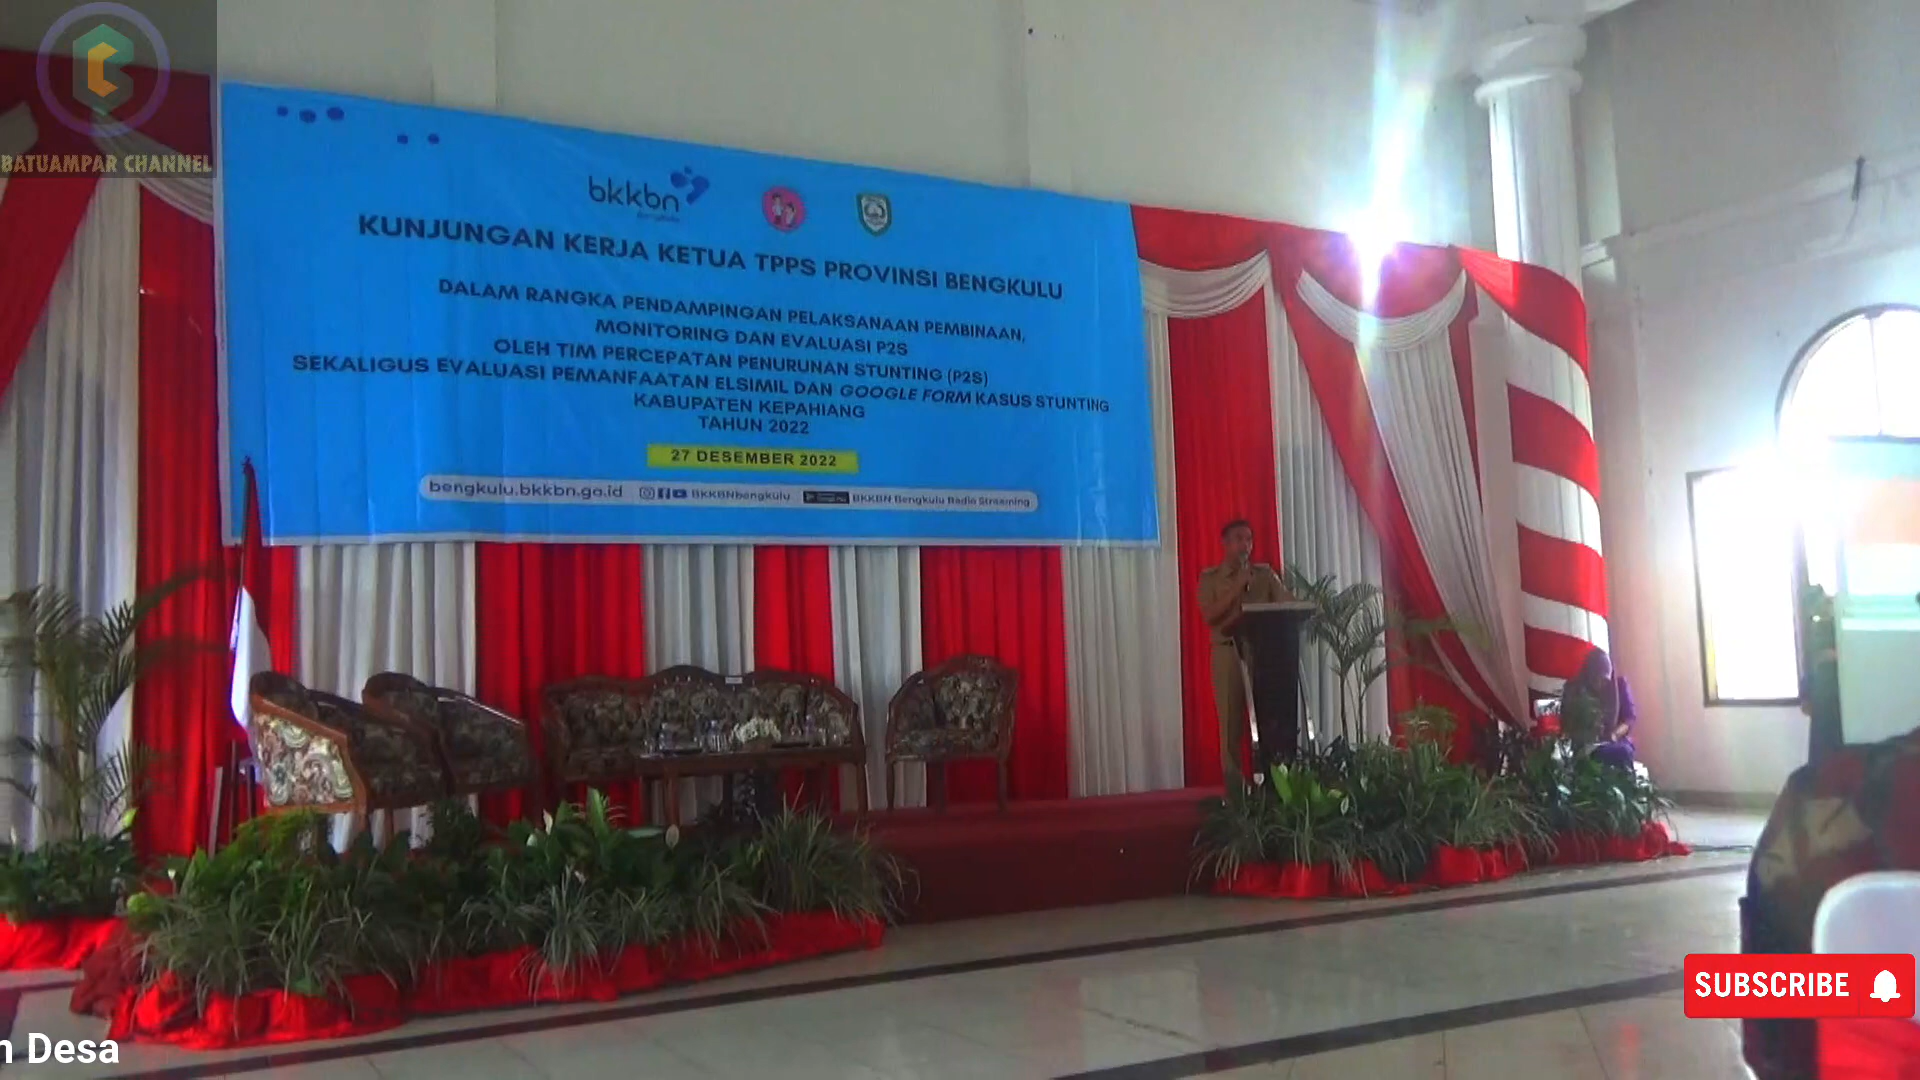 BATUAMPAR CHANNEL
bkkbn
KUNJUNGAN KERJA KETUA TPPS PROVINSI BENGKULU
DALAM RANGKA PENDAMPINGAN PELAKSANAAN PEMBINAAN,
MONITORING DAN EVALUASI P2S
OLEH TIM PERCEPATAN PENURUNAN STUNTING (P2S)
SEKALIGUS EVALUASI PEMANFAATAN ELSIMIL DAN GOOGLE FORM KASUS STUNTING
KABUPATEN KEPAHIANG
TAHUN 2022
27 DESEMBER 2022
bengkulu.bkkbn.go.id BKKBNbengkulu BKKBN Bengkulu Radio Streaming
SUBSCRIBE
n Desa